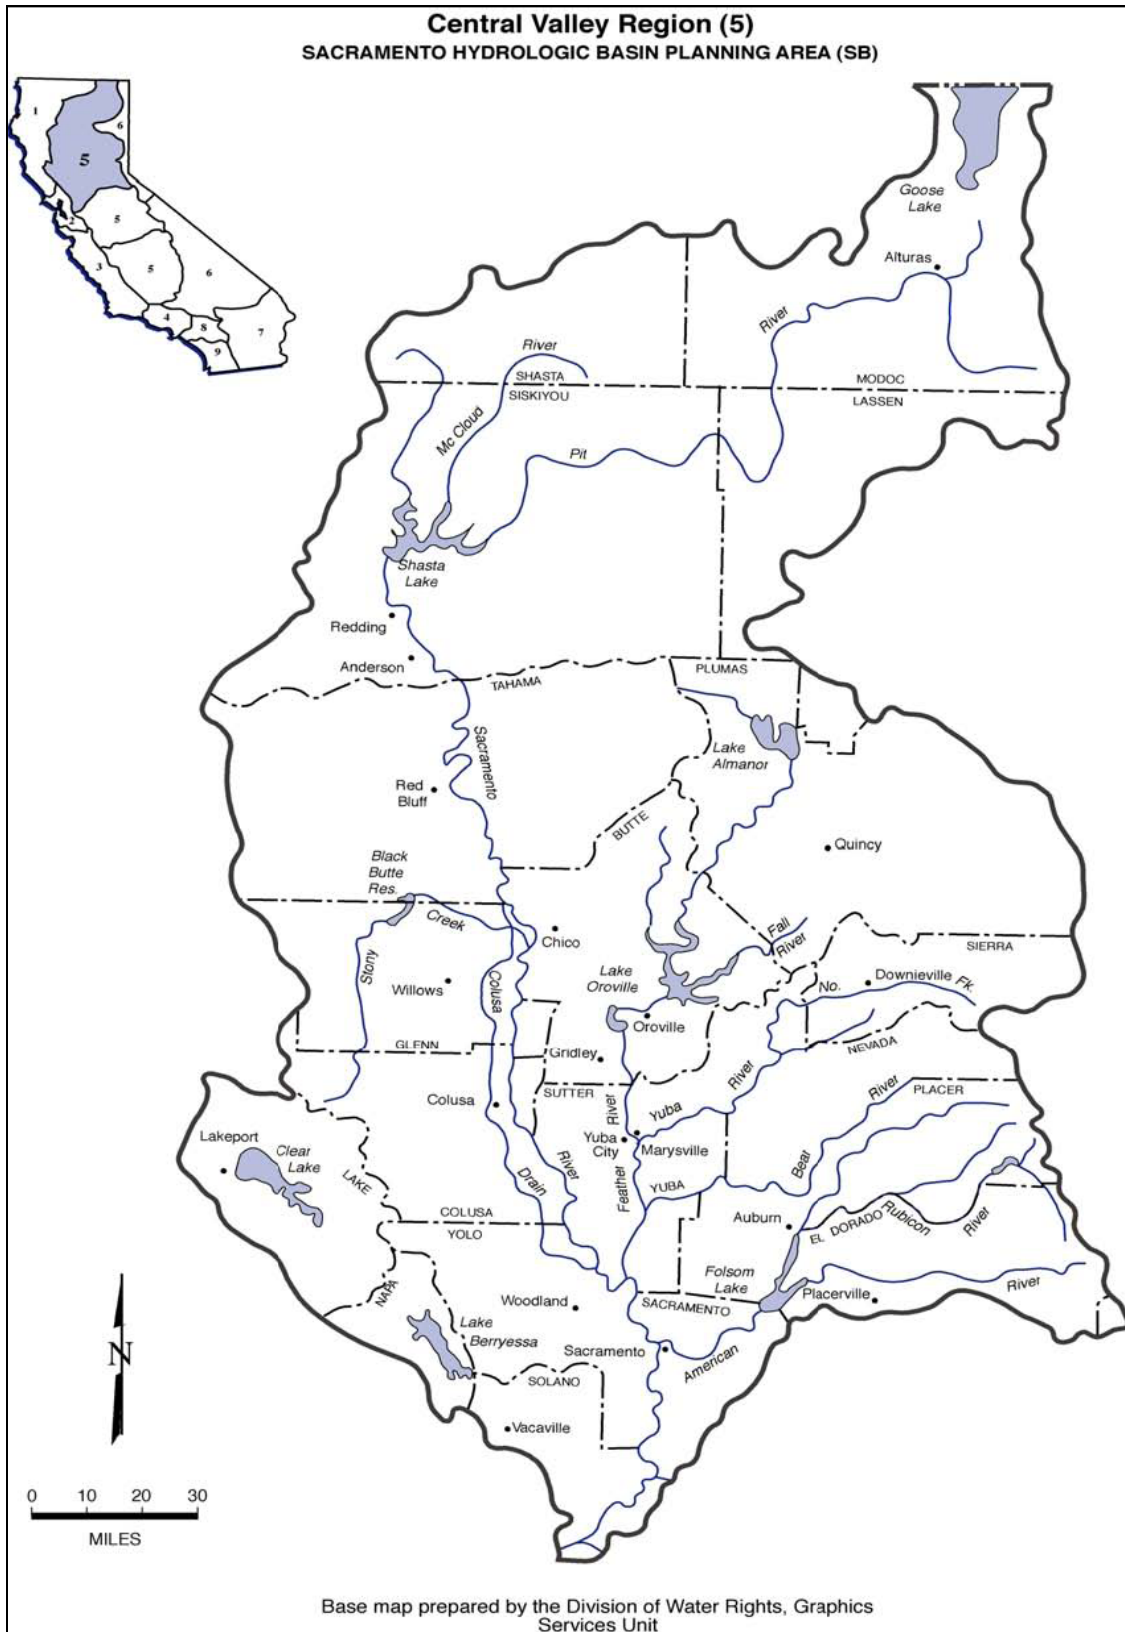 Central Valley Region (5)
SACRAMENTO HYDROLOGIC BASIN PLANNING AREA (SB)
1
6
5
2
5
3
5
6
4
8
7
9
Goose
Lake
Alturas
River
River
SHASTA
SISKIYOU
MODOC
LASSEN
Mc Cloud
Pit
Shasta
Lake
Redding
Anderson
TAHAMA
PLUMAS
Sacramento
Lake
Almanor
Red
Bluff
BUTTE
Quincy
Black
Butte
Res.
Creek
Chico
Fall
River
SIERRA
Stony
Willows
Colusa
Lake
Oroville
No.
Downieville
Fk.
Oroville
GLENN
Gridley
NEVADA
River
Colusa
SUTTER
River
Yuba
River
PLACER
Lakeport
Clear
Lake
Yuba
City
Marysville
Bear
River
LAKE
Drain
Feather
YUBA
COLUSA
YOLO
Auburn
EL DORADO
Rubicon
River
NAPA
Folsom
Lake
Woodland
SACRAMENTO
Placerville
River
Lake
Berryessa
Sacramento
American
SOLANO
Vacaville
N
0 10 20 30
MILES
Base map prepared by the Division of Water Rights, Graphics
Services Unit